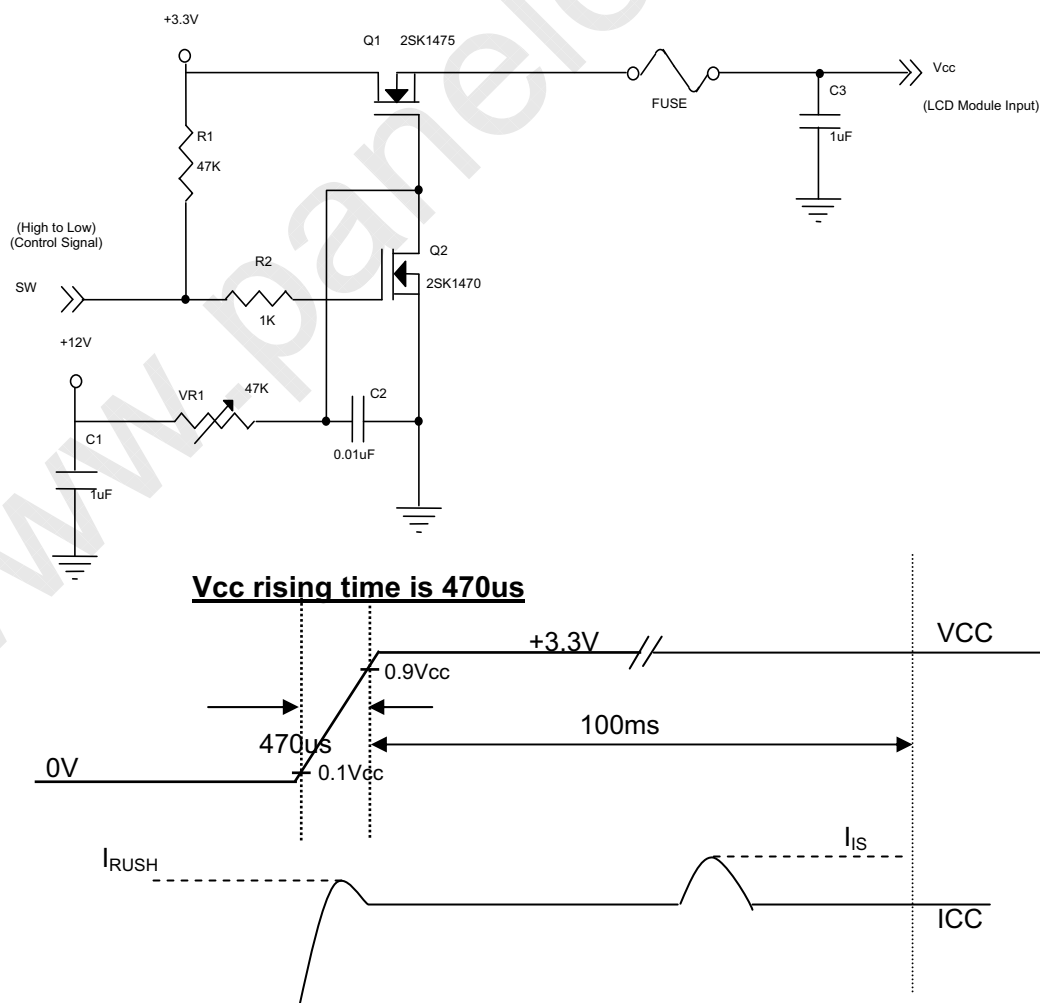 +3.3V
Q1 2SK1475
Vcc
FUSE
C3
(LCD Module Input)
1uF
R1
47K
(High to Low)
(Control Signal)
Q2
R2
2SK1470
SW
1K
+12V
VR1
47K
C2
C1
0.01uF
1uF
Vcc rising time is 470us
+3.3V
VCC
0.9Vcc
100ms
470us
0V
0.1Vcc
IRUSH
IIS
ICC
www.panelo